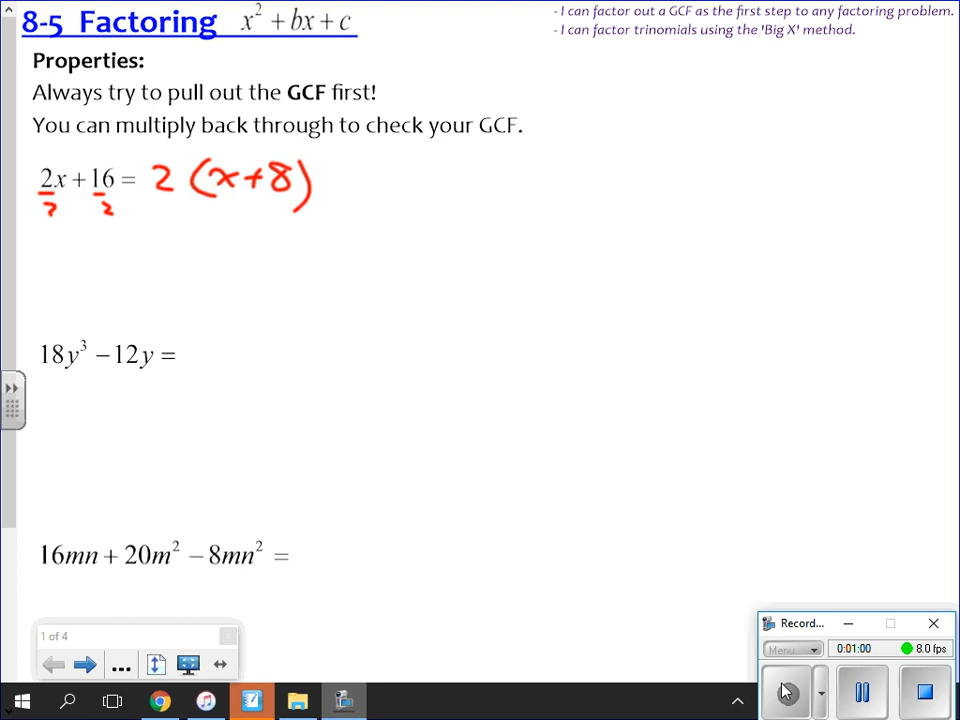 8-5 Factoring x² + bx + c
- I can factor out a GCF as the first step to any factoring problem.
- I can factor trinomials using the 'Big X' method.
Properties:
Always try to pull out the GCF first!
You can multiply back through to check your GCF.
2x + 16 = 2 (x+8)
2 2
18y³ − 12y =
16mn + 20m² − 8mn² =
1 of 4
Record...
Menu
0:01:00
8.0 fps